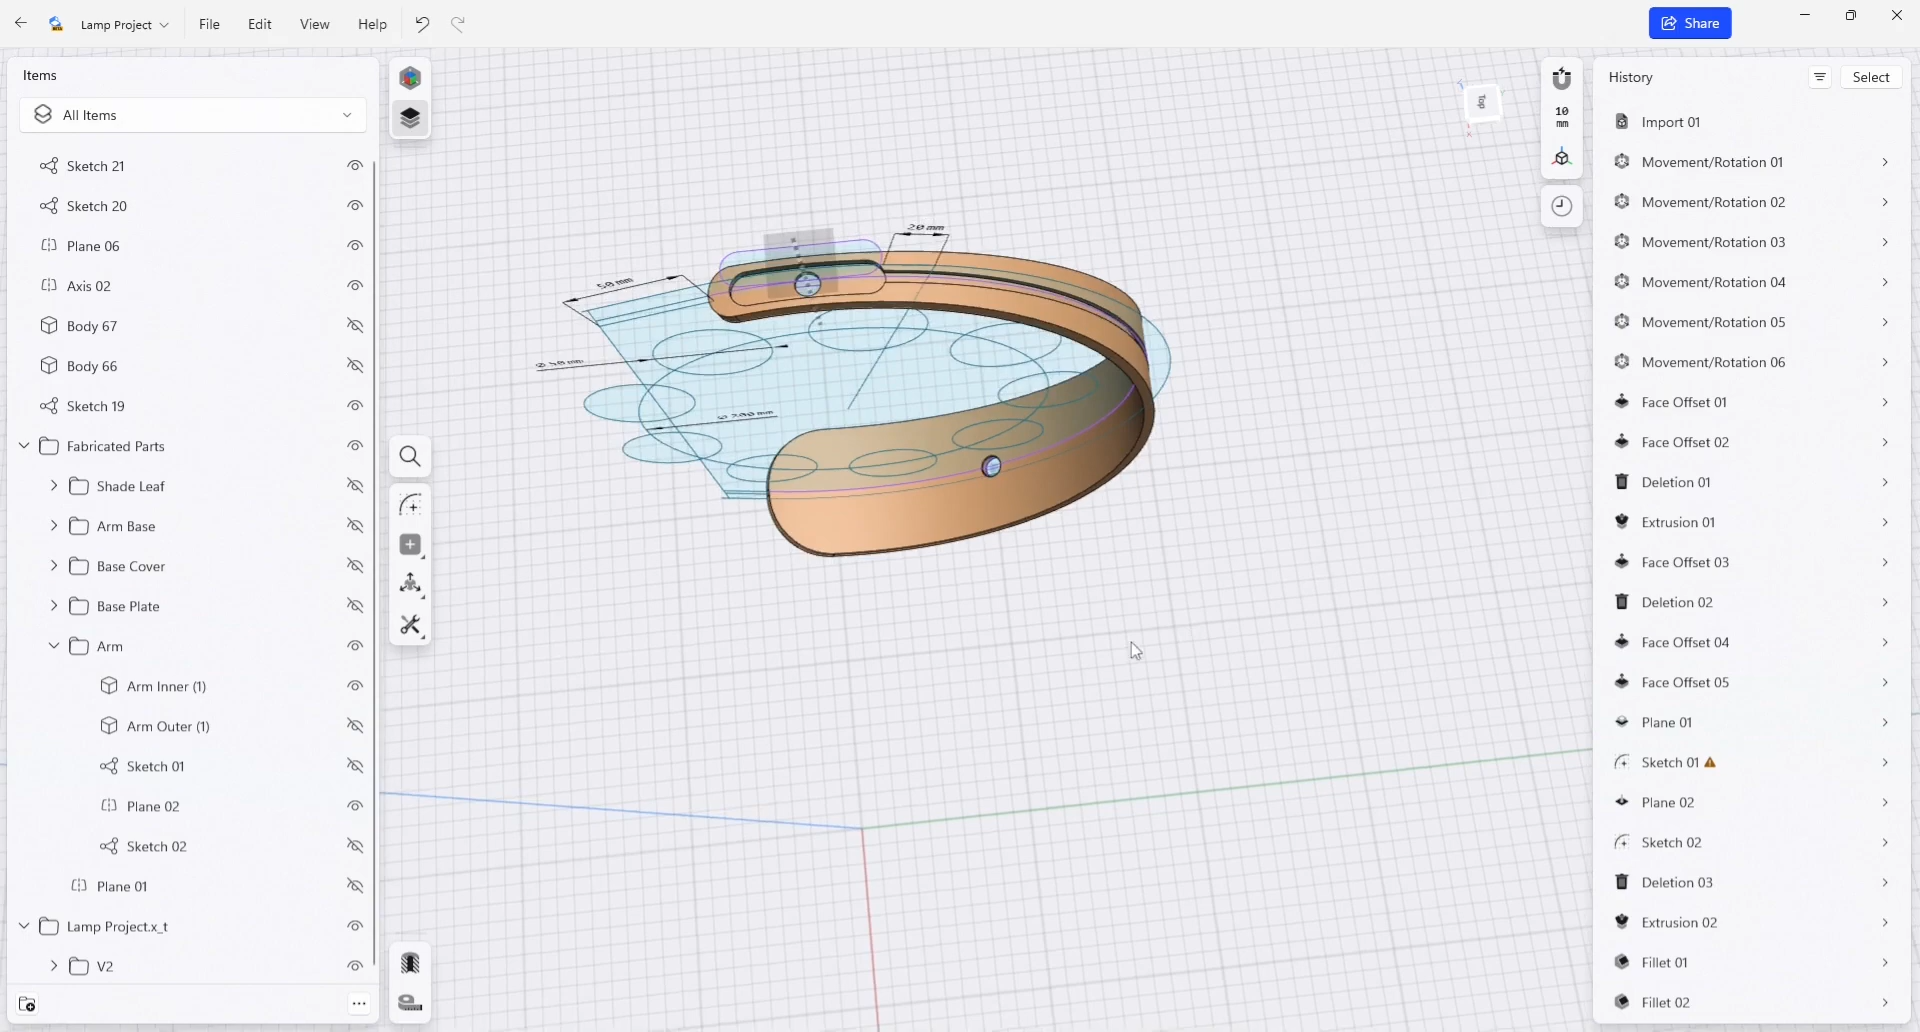 Lamp Project
File
Edit
View
Help
Share
Items
All Items
Sketch 21
Sketch 20
Plane 06
Axis 02
Body 67
Body 66
Sketch 19
Fabricated Parts
Shade Leaf
Arm Base
Base Cover
Base Plate
Arm
Arm Inner (1)
Arm Outer (1)
Sketch 01
Plane 02
Sketch 02
Plane 01
Lamp Project.x_t
V2
20 mm
50 mm
Top
10
mm
History
Select
Import 01
Movement/Rotation 01
Movement/Rotation 02
Movement/Rotation 03
Movement/Rotation 04
Movement/Rotation 05
Movement/Rotation 06
Face Offset 01
Face Offset 02
Deletion 01
Extrusion 01
Face Offset 03
Deletion 02
Face Offset 04
Face Offset 05
Plane 01
Sketch 01
Plane 02
Sketch 02
Deletion 03
Extrusion 02
Fillet 01
Fillet 02